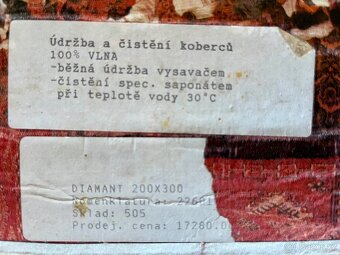 Údržba a čistění koberců
100% VLNA
-běžná údržba vysavačem
-čistění spec. saponátem
při teplotě vody 30°C
DIAMANT 200X300
Nomenklatura:
Sklad: 505
Prodej. cena: 17280.0